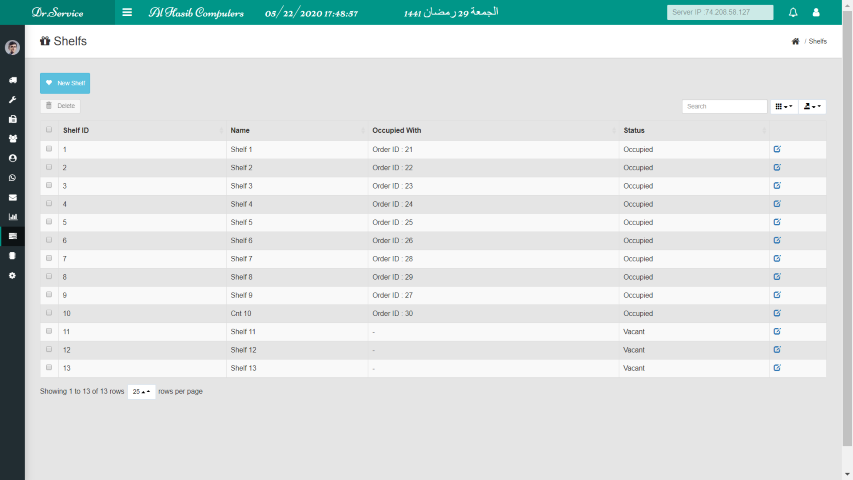 Dr.Service
Al Hasib Computers
05/22/2020 17:48:57
الجمعة 29 رمضان 1441
Server IP :74.208.56.127
Shelfs
/ Shelfs
New Shelf
Delete
Search
Shelf ID Name Occupied With Status
1 Shelf 1 Order ID : 21 Occupied
2 Shelf 2 Order ID : 22 Occupied
3 Shelf 3 Order ID : 23 Occupied
4 Shelf 4 Order ID : 24 Occupied
5 Shelf 5 Order ID : 25 Occupied
6 Shelf 6 Order ID : 26 Occupied
7 Shelf 7 Order ID : 28 Occupied
8 Shelf 8 Order ID : 29 Occupied
9 Shelf 9 Order ID : 27 Occupied
10 Cnt 10 Order ID : 30 Occupied
11 Shelf 11 - Vacant
12 Shelf 12 - Vacant
13 Shelf 13 - Vacant
Showing 1 to 13 of 13 rows 25 rows per page